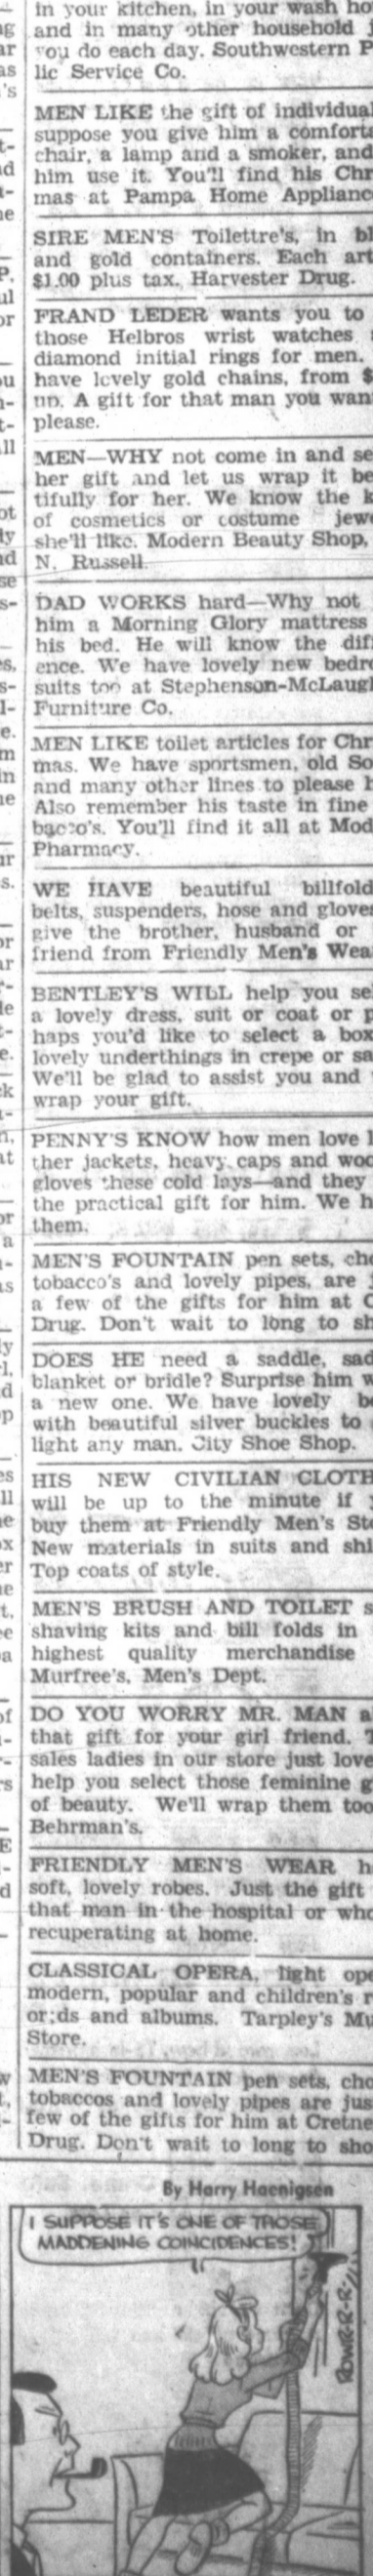 in your kitchen, in your wash ho
and in many other household j
you do each day. Southwestern P
lic Service Co.
MEN LIKE the gift of individual
suppose you give him a comforta
chair, a lamp and a smoker, and
him use it. You'll find his Chr
mas at Pampa Home Applianc
SIRE MEN'S Toilettre's, in bl
and gold containers. Each art
$1.00 plus tax. Harvester Drug.
FRAND LEDER wants you to
those Helbros wrist watches
diamond initial rings for men.
have lovely gold chains, from $
up. A gift for that man you wan
please.
MEN—WHY not come in and se
her gift and let us wrap it be
tifully for her. We know the k
of cosmetics or costume jewe
she'll like. Modern Beauty Shop,
N. Russell.
DAD WORKS hard—Why not
him a Morning Glory mattress
his bed. He will know the dif
ence. We have lovely new bedro
suits too at Stephenson-McLaugh
Furniture Co.
MEN LIKE toilet articles for Chr
mas. We have sportsmen, old So
and many other lines to please h
Also remember his taste in fine
bacco's. You'll find it all at Mod
Pharmacy.
WE HAVE beautiful billfold
belts, suspenders, hose and gloves
give the brother, husband or
friend from Friendly Men's Wea
BENTLEY'S WILL help you se
a lovely dress, suit or coat or p
haps you'd like to select a box
lovely underthings in crepe or sa
We'll be glad to assist you and
wrap your gift.
PENNY'S KNOW how men love l
ther jackets, heavy caps and woo
gloves these cold lays—and they
the practical gift for him. We h
them.
MEN'S FOUNTAIN pen sets, cho
tobacco's and lovely pipes, are j
a few of the gifts for him at C
Drug. Don't wait to long to sh
DOES HE need a saddle, sad
blanket or bridle? Surprise him w
a new one. We have lovely be
with beautiful silver buckles to
light any man. City Shoe Shop.
HIS NEW CIVILIAN CLOTH
will be up to the minute if y
buy them at Friendly Men's Sto
New materials in suits and shi
Top coats of style.
MEN'S BRUSH AND TOILET s
shaving kits and bill folds in
highest quality merchandise
Murfree's, Men's Dept.
DO YOU WORRY MR. MAN a
that gift for your girl friend. T
sales ladies in our store just love
help you select those feminine g
of beauty. We'll wrap them too
Behrman's.
FRIENDLY MEN'S WEAR h
soft, lovely robes. Just the gift
that man in the hospital or who
recuperating at home.
CLASSICAL OPERA, light ope
modern, popular and children's r
or;ds and albums. Tarpley's Mu
Store.
MEN'S FOUNTAIN pen sets, cho
tobaccos and lovely pipes are jus
few of the gifts for him at Cretne
Drug. Don't wait to long to sho
By Harry Haenigsen
I SUPPOSE IT'S ONE OF THOSE
MADDENING COINCIDENCES!
ROWR-R-R-